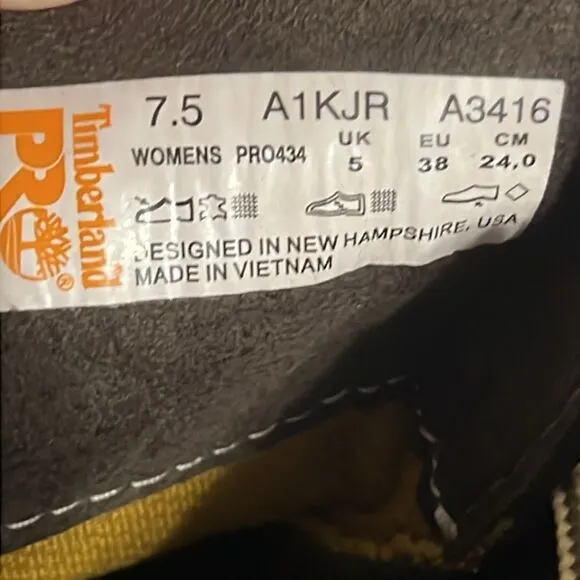 7.5 A1KJR A3416
WOMENS PRO434 UK EU CM
5 38 24,0
DESIGNED IN NEW HAMPSHIRE, USA
MADE IN VIETNAM
Timberland
PRO®